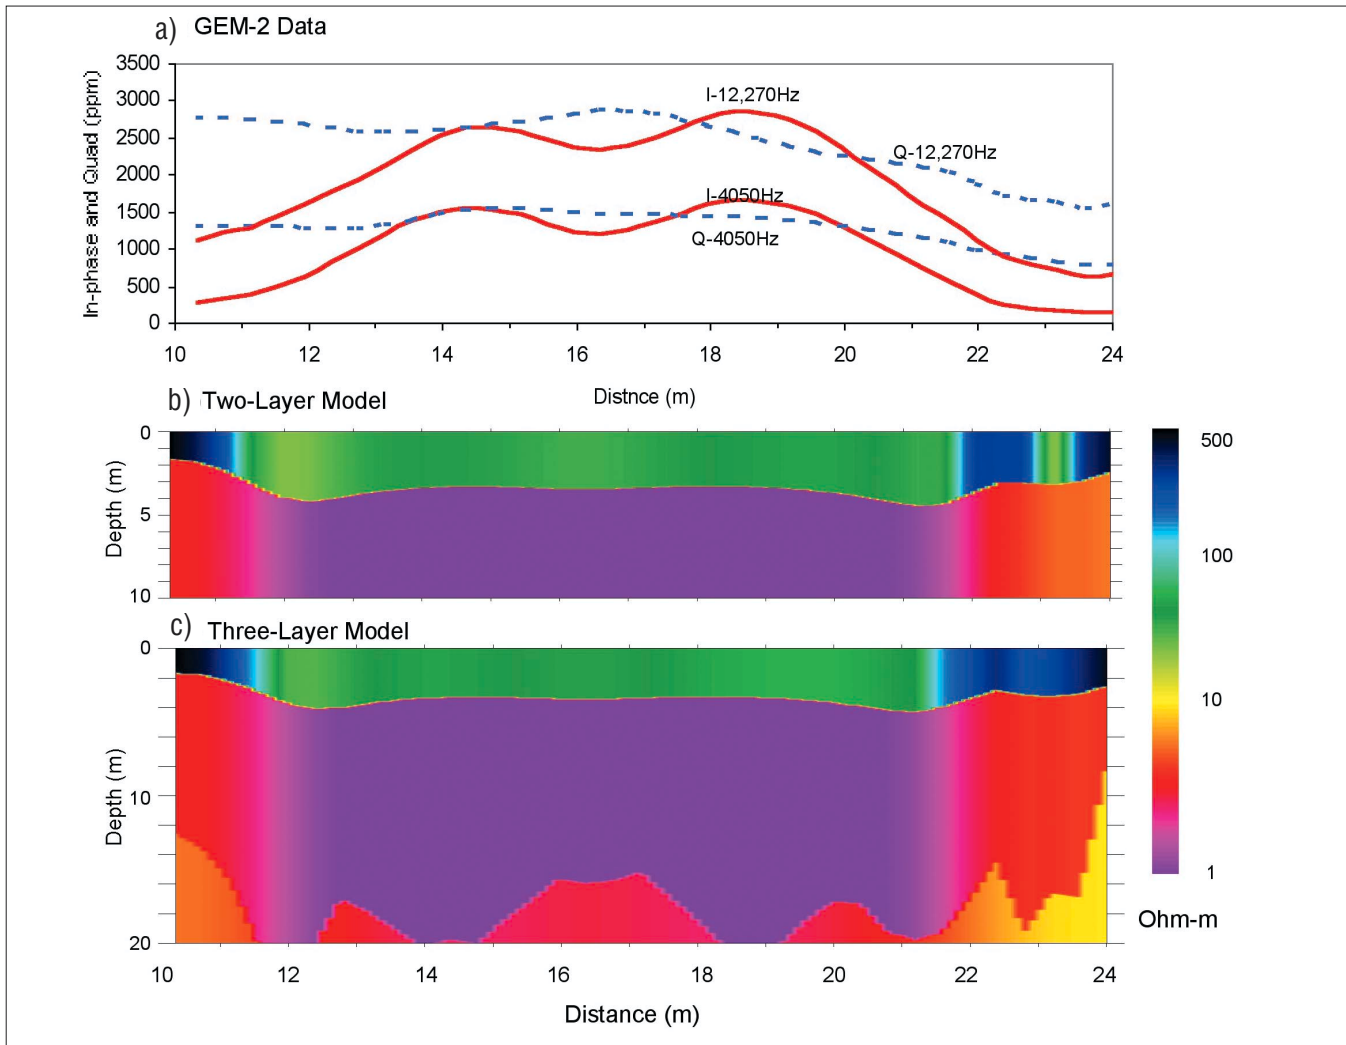 a) GEM-2 Data
In-phase and Quad (ppm)
3500
3000
2500
2000
1500
1000
500
0
I-12,270Hz
Q-12,270Hz
I-4050Hz
Q-4050Hz
10 12 14 16 18 20 22 24
Distnce (m)
b) Two-Layer Model
Depth (m)
0
5
10
500
100
10
1
Ohm-m
c) Three-Layer Model
Depth (m)
0
10
20
10 12 14 16 18 20 22 24
Distance (m)